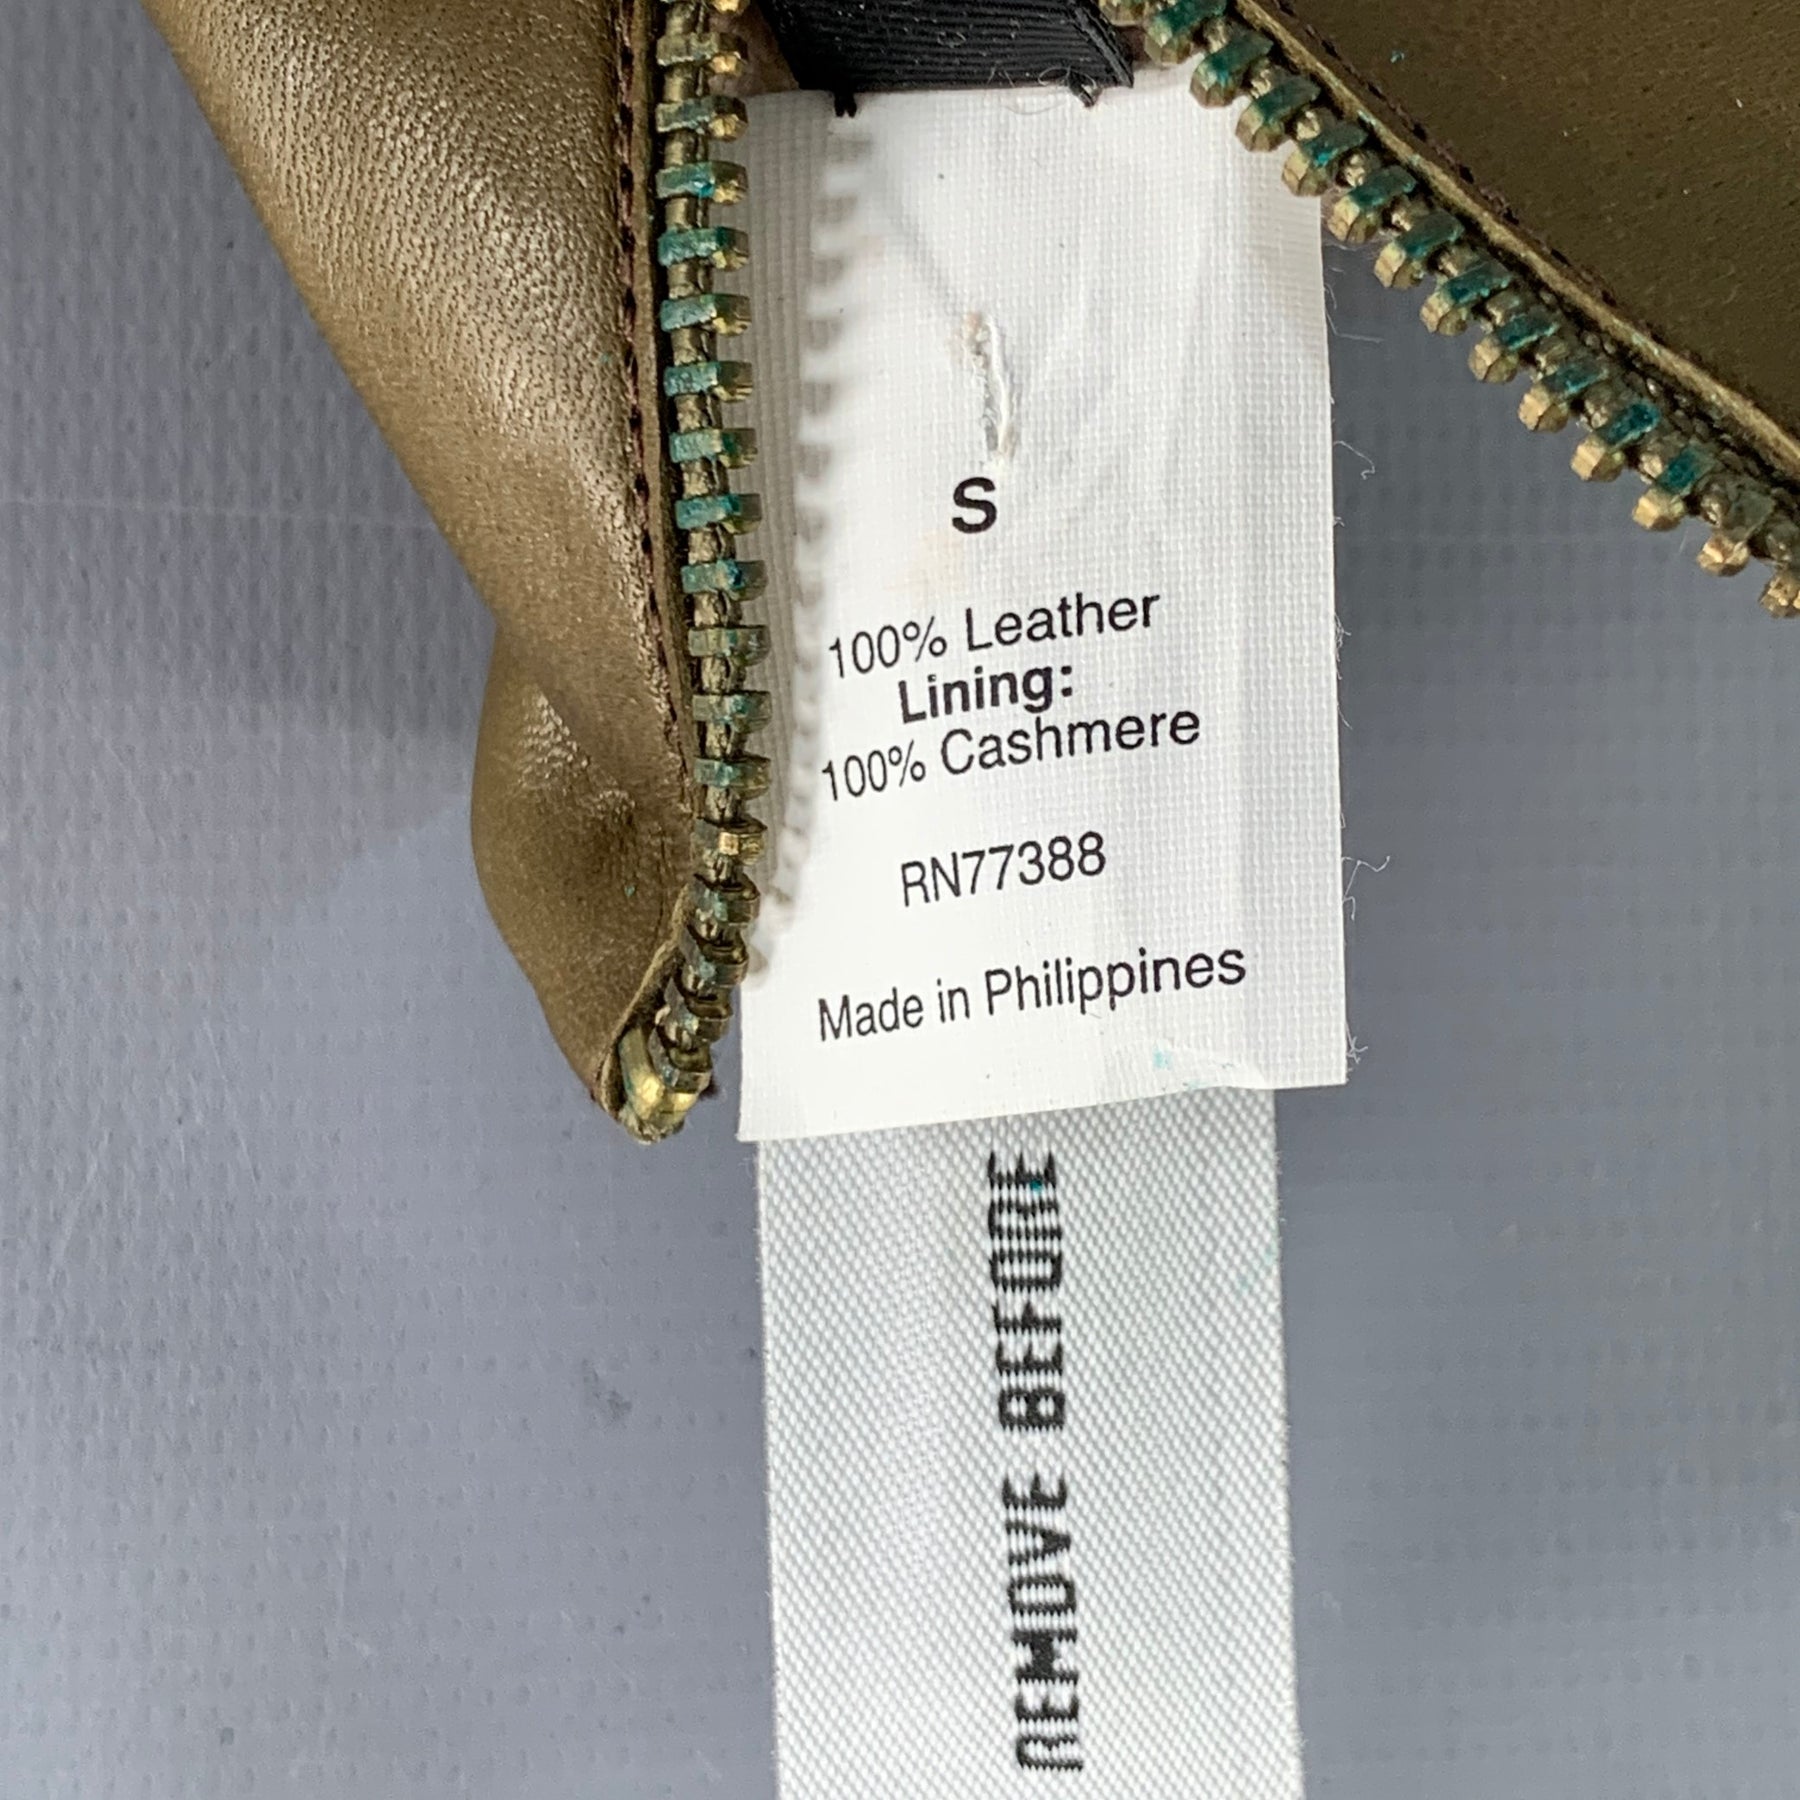 S
100% Leather
Lining:
100% Cashmere
RN77388
Made in Philippines
REMOVE BEFORE